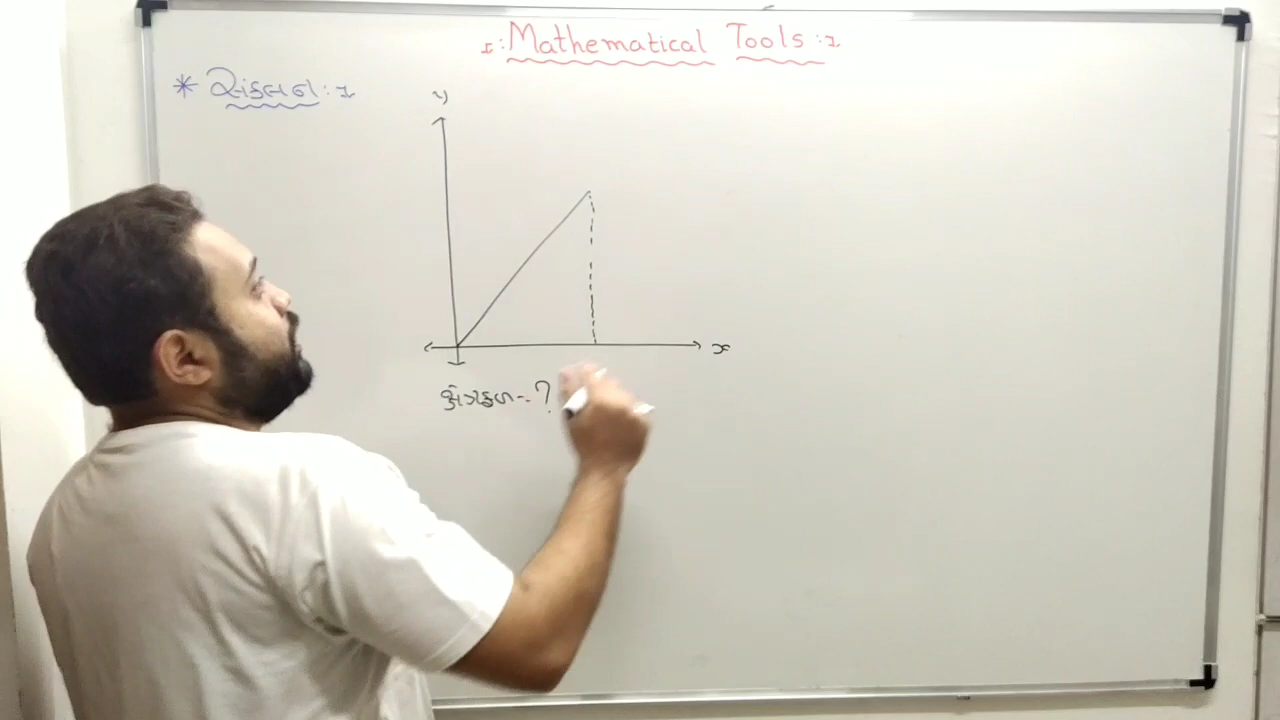 :- Mathematical Tools :-
* સંકલન :-
y
x
ક્ષેત્રફળ = ?